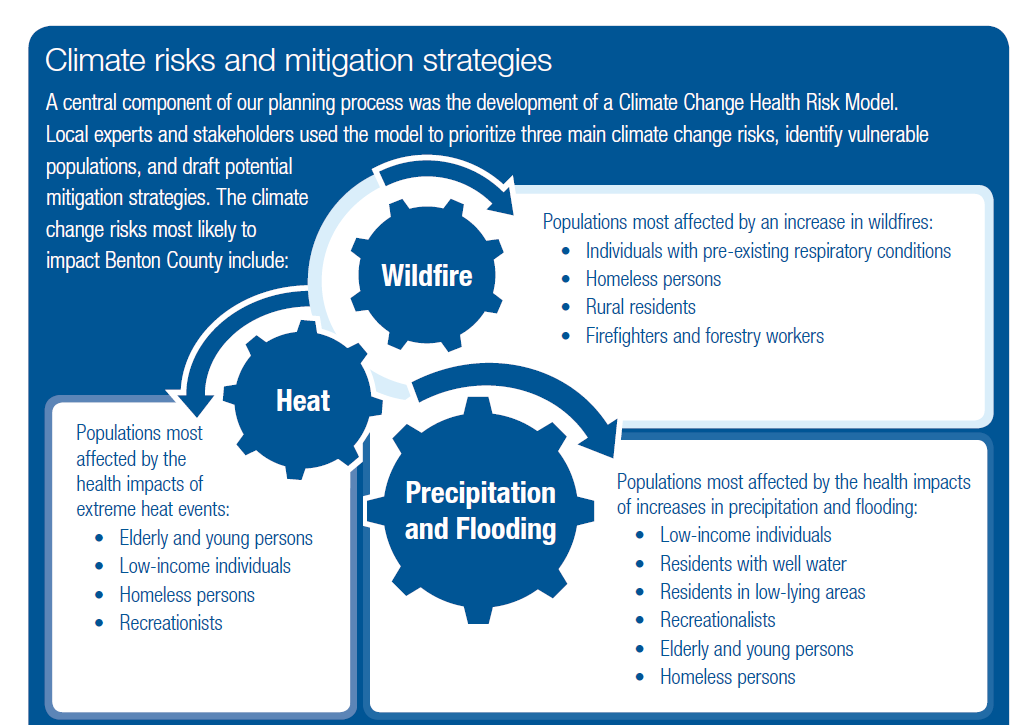 Climate risks and mitigation strategies
A central component of our planning process was the development of a Climate Change Health Risk Model.
Local experts and stakeholders used the model to prioritize three main climate change risks, identify vulnerable
populations, and draft potential
mitigation strategies. The climate
change risks most likely to
impact Benton County include:
Wildfire
Populations most affected by an increase in wildfires:
• Individuals with pre-existing respiratory conditions
• Homeless persons
• Rural residents
• Firefighters and forestry workers
Heat
Populations most
affected by the
health impacts of
extreme heat events:
• Elderly and young persons
• Low-income individuals
• Homeless persons
• Recreationists
Precipitation
and Flooding
Populations most affected by the health impacts
of increases in precipitation and flooding:
• Low-income individuals
• Residents with well water
• Residents in low-lying areas
• Recreationalists
• Elderly and young persons
• Homeless persons